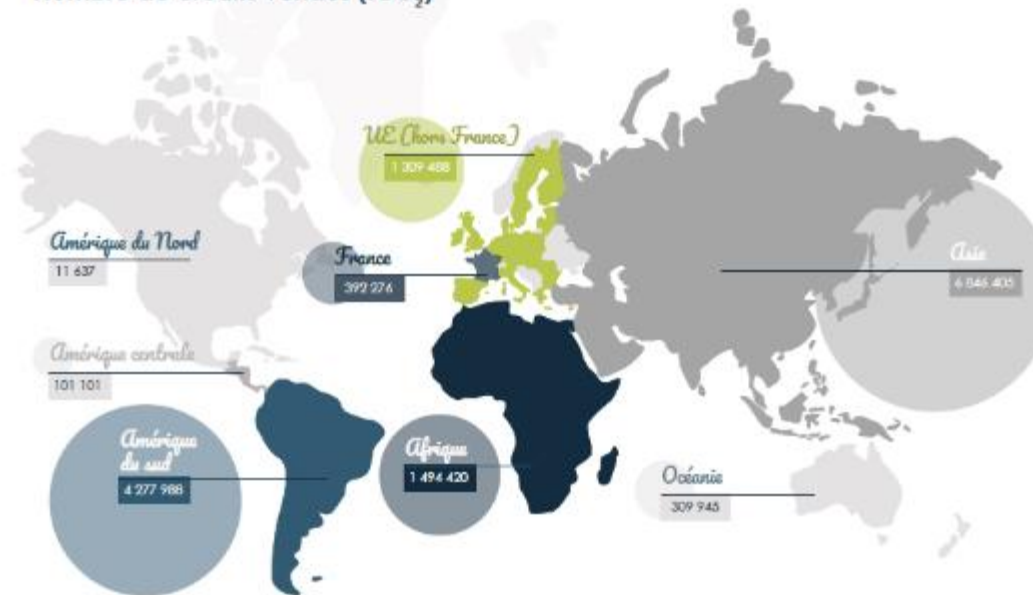 UE (hors France)
1 309 488
Amérique du Nord
11 637
France
392 276
Asie
6 846 405
Amérique centrale
101 101
Amérique
du sud
4 277 988
Afrique
1 494 420
Océanie
309 945